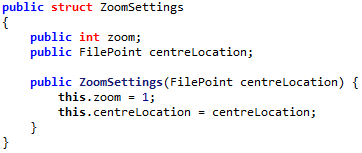 public struct ZoomSettings
{
    public int zoom;
    public FilePoint centreLocation;

    public ZoomSettings(FilePoint centreLocation) {
        this.zoom = 1;
        this.centreLocation = centreLocation;
    }
}